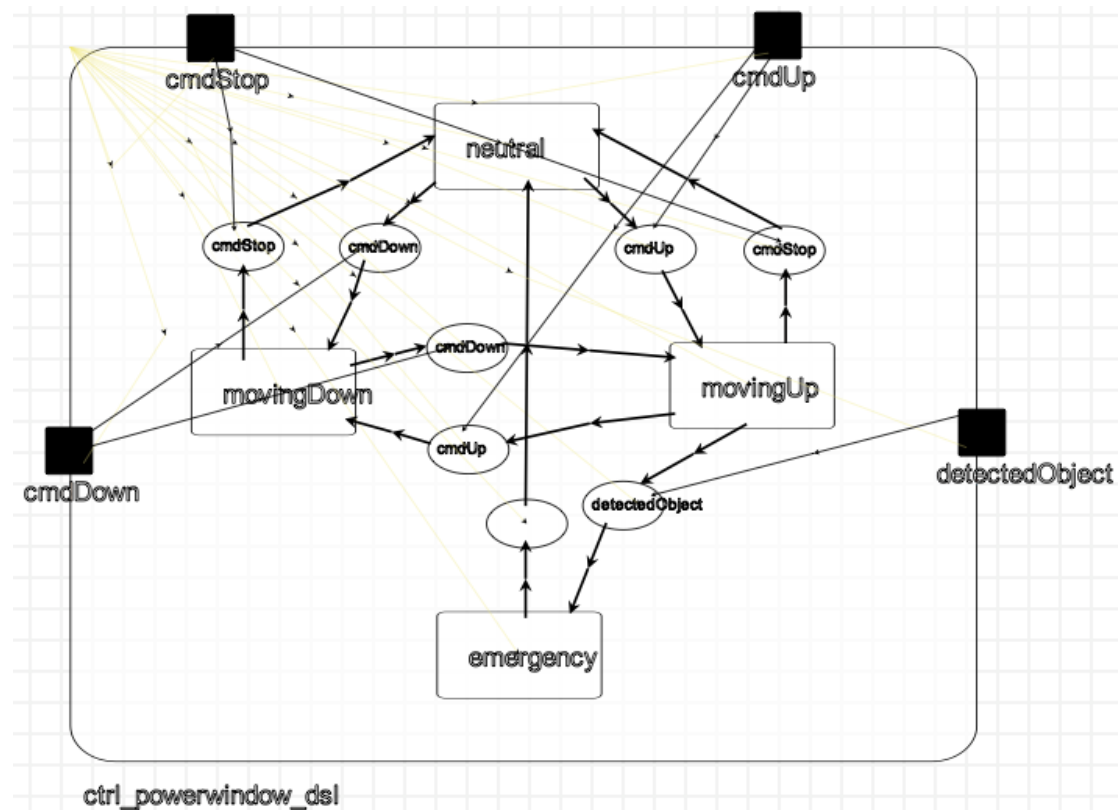 cmdStop
cmdUp
neutral
cmdStop
cmdDown
cmdUp
cmdStop
cmdDown
movingDown
movingUp
cmdUp
cmdDown
detectedObject
detectedObject
emergency
ctrl_powerwindow_dsl